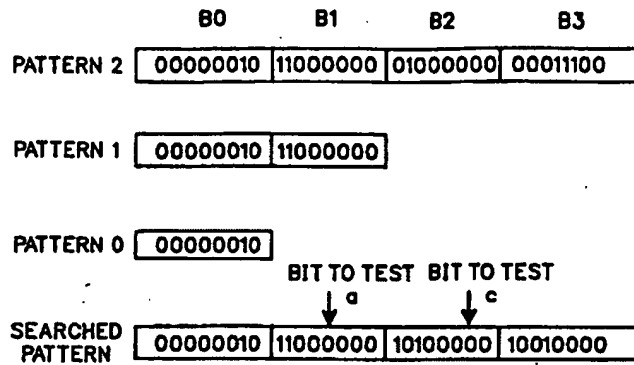 B0 B1 B2 B3
PATTERN 2 00000010 11000000 01000000 00011100
PATTERN 1 00000010 11000000
PATTERN 0 00000010
BIT TO TEST BIT TO TEST
a c
SEARCHED PATTERN 00000010 11000000 10100000 10010000